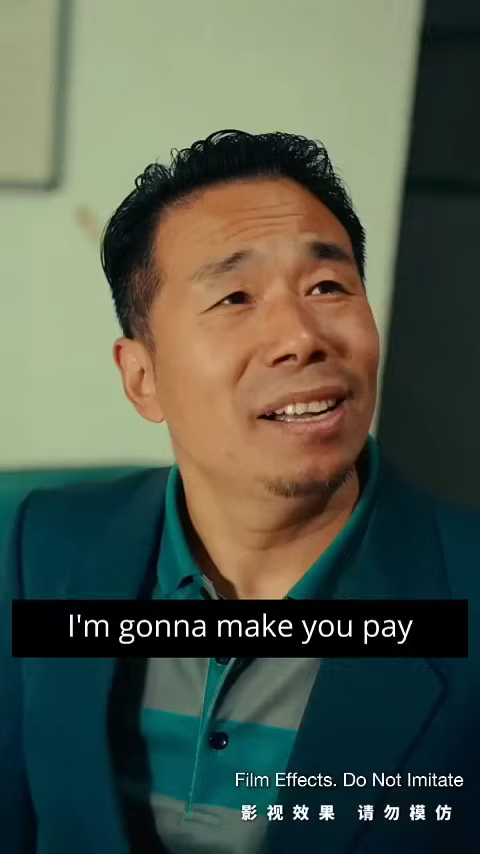 I'm gonna make you pay
Film Effects. Do Not Imitate
影视效果 请勿模仿